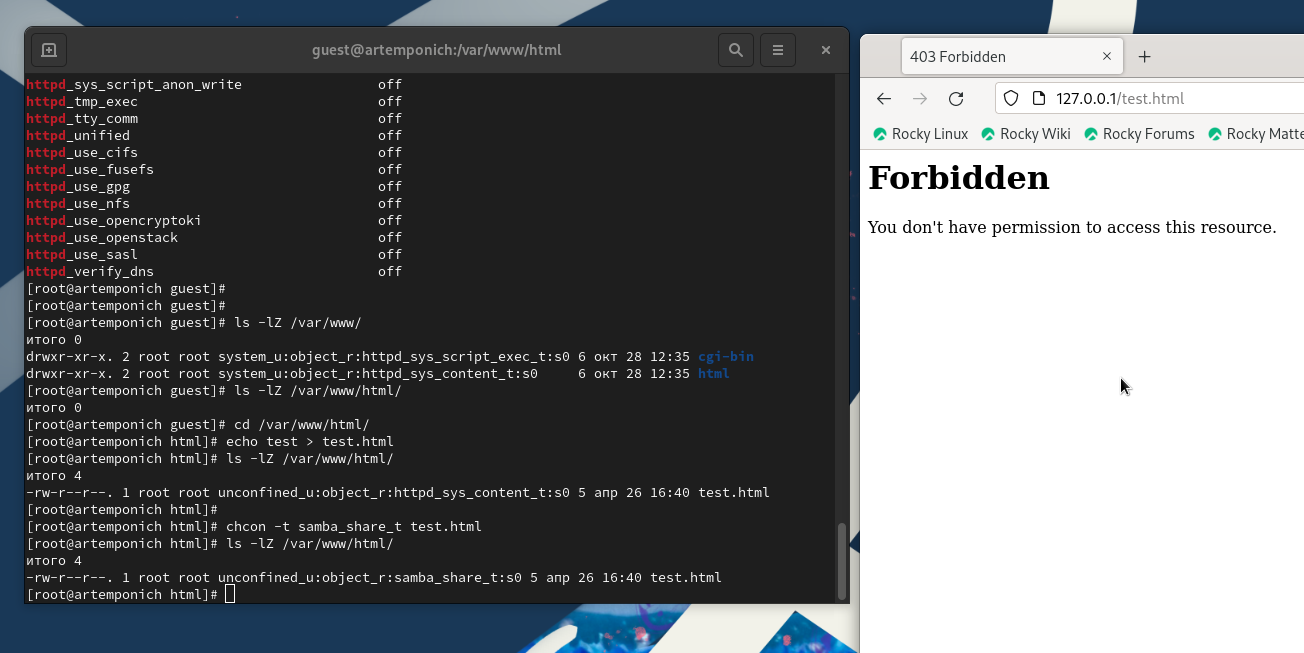 guest@artemponich:/var/www/html
httpd_sys_script_anon_write off
httpd_tmp_exec off
httpd_tty_comm off
httpd_unified off
httpd_use_cifs off
httpd_use_fusefs off
httpd_use_gpg off
httpd_use_nfs off
httpd_use_opencryptoki off
httpd_use_openstack off
httpd_use_sasl off
httpd_verify_dns off
[root@artemponich guest]#
[root@artemponich guest]#
[root@artemponich guest]# ls -lZ /var/www/
итого 0
drwxr-xr-x. 2 root root system_u:object_r:httpd_sys_script_exec_t:s0 6 окт 28 12:35 cgi-bin
drwxr-xr-x. 2 root root system_u:object_r:httpd_sys_content_t:s0 6 окт 28 12:35 html
[root@artemponich guest]# ls -lZ /var/www/html/
итого 0
[root@artemponich guest]# cd /var/www/html/
[root@artemponich html]# echo test > test.html
[root@artemponich html]# ls -lZ /var/www/html/
итого 4
-rw-r--r--. 1 root root unconfined_u:object_r:httpd_sys_content_t:s0 5 апр 26 16:40 test.html
[root@artemponich html]#
[root@artemponich html]# chcon -t samba_share_t test.html
[root@artemponich html]# ls -lZ /var/www/html/
итого 4
-rw-r--r--. 1 root root unconfined_u:object_r:samba_share_t:s0 5 апр 26 16:40 test.html
[root@artemponich html]#
403 Forbidden
127.0.0.1/test.html
Rocky Linux Rocky Wiki Rocky Forums Rocky Matte
Forbidden
You don't have permission to access this resource.